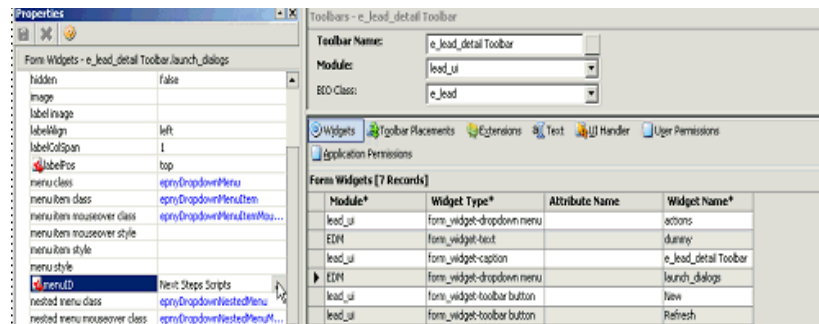 Properties
Form Widgets - e_lead_detail Toolbar.launch_dialogs
hidden false
image
label image
labelAlign left
labelColSpan 1
labelPos top
menu class epnyDropdownMenu
menu item class epnyDropdownMenuItem
menu item mouseover class epnyDropdownMenuItemMou...
menu item mouseover style
menu item style
menu style
menuID Next Steps Scripts
nested menu class epnyDropdownNestedMenu
nested menu mouseover class epnyDropdownNestedMenuM...
Toolbars - e_lead_detail Toolbar
Toolbar Name: e_lead_detail Toolbar
Module: lead_ui
BIO Class: e_lead
Widgets Toolbar Placements Extensions Text UI Handler User Permissions
Application Permissions
Form Widgets [7 Records]
Module* Widget Type* Attribute Name Widget Name*
lead_ui form_widget-dropdown menu actions
EDM form_widget-text dummy
lead_ui form_widget-caption e_lead_detail Toolbar
EDM form_widget-dropdown menu launch_dialogs
lead_ui form_widget-toolbar button New
lead_ui form_widget-toolbar button Refresh